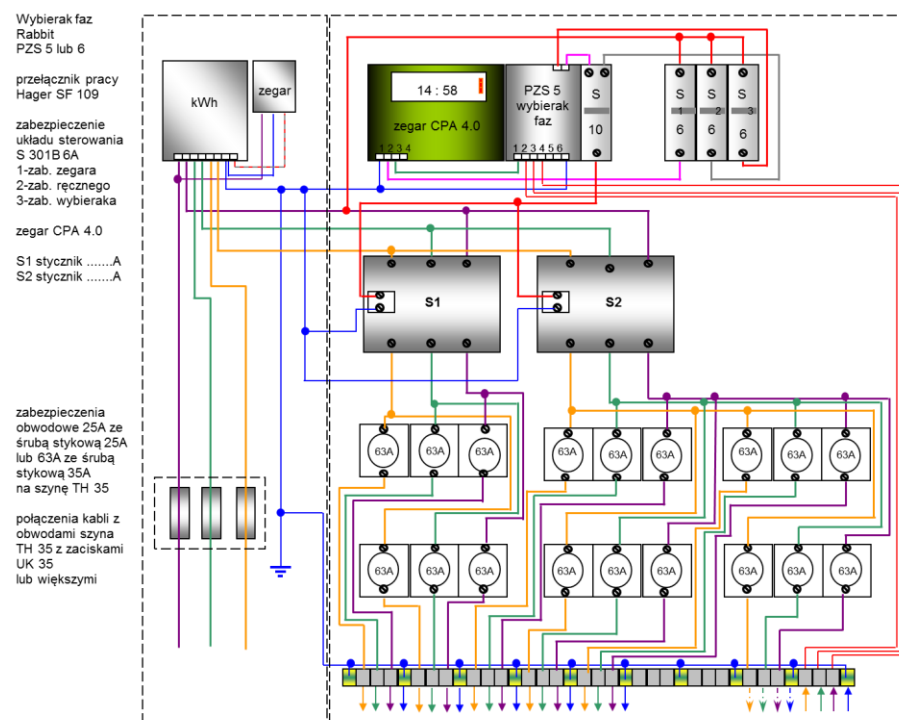 Wybierak faz
Rabbit
PZS 5 lub 6
przełącznik pracy
Hager SF 109
zabezpieczenie
układu sterowania
S 301B 6A
1-zab. zegara
2-zab. ręcznego
3-zab. wybieraka
zegar CPA 4.0
S1 stycznik .......A
S2 stycznik .......A
zabezpieczenia
obwodowe 25A ze
śrubą stykową 25A
lub 63A ze śrubą
stykową 35A
na szynę TH 35
połączenia kabli z
obwodami szyna
TH 35 z zaciskami
UK 35
lub większymi
kWh
zegar
14 : 58
zegar CPA 4.0
1 2 3 4
PZS 5
wybierak
faz
1 2 3 4 5 6
S
10
S
1
6
S
2
6
S
3
6
S1
S2
63A 63A 63A
63A 63A 63A
63A 63A 63A
63A 63A 63A
63A 63A 63A
63A 63A 63A